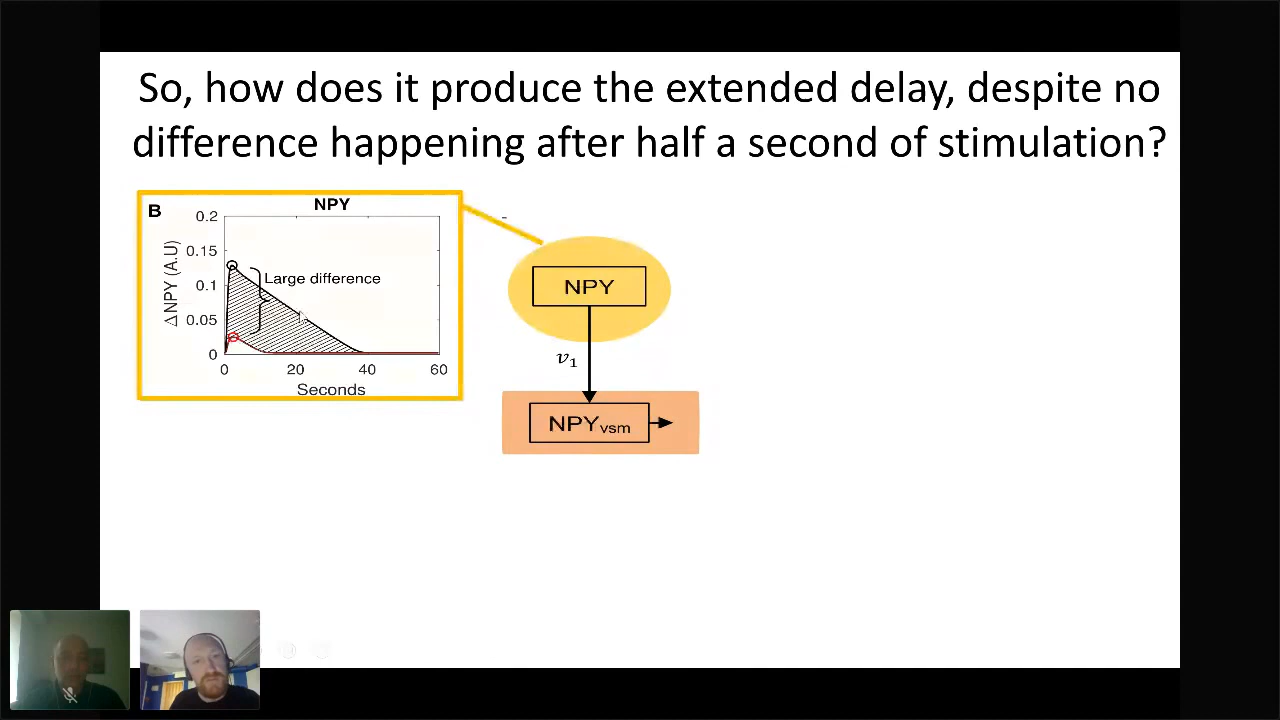 So, how does it produce the extended delay, despite no
difference happening after half a second of stimulation?
B
NPY
0.2
0.15
0.1
0.05
0
ΔNPY (A.U)
Large difference
0 20 40 60
Seconds
NPY
v₁
NPYvsm